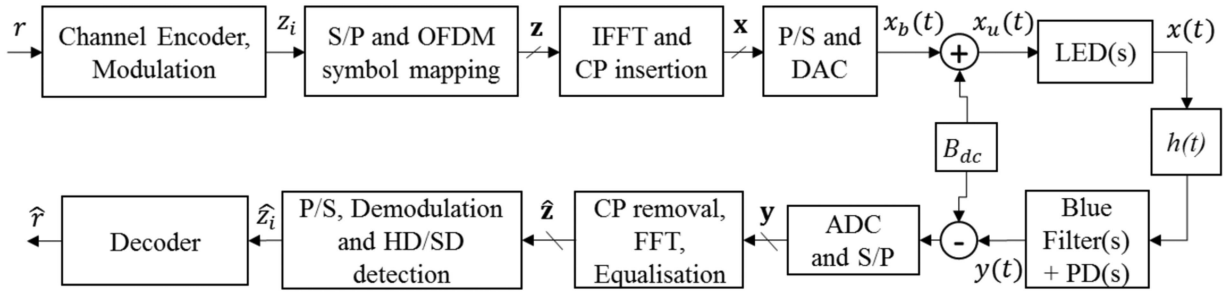 r
Channel Encoder,
Modulation
z_i
S/P and OFDM
symbol mapping
z
IFFT and
CP insertion
x
P/S and
DAC
x_b(t)
+
x_u(t)
LED(s)
x(t)
h(t)
B_dc
r̂
Decoder
ẑ_i
P/S, Demodulation
and HD/SD
detection
ẑ
CP removal,
FFT,
Equalisation
y
ADC
and S/P
-
y(t)
Blue
Filter(s)
+ PD(s)